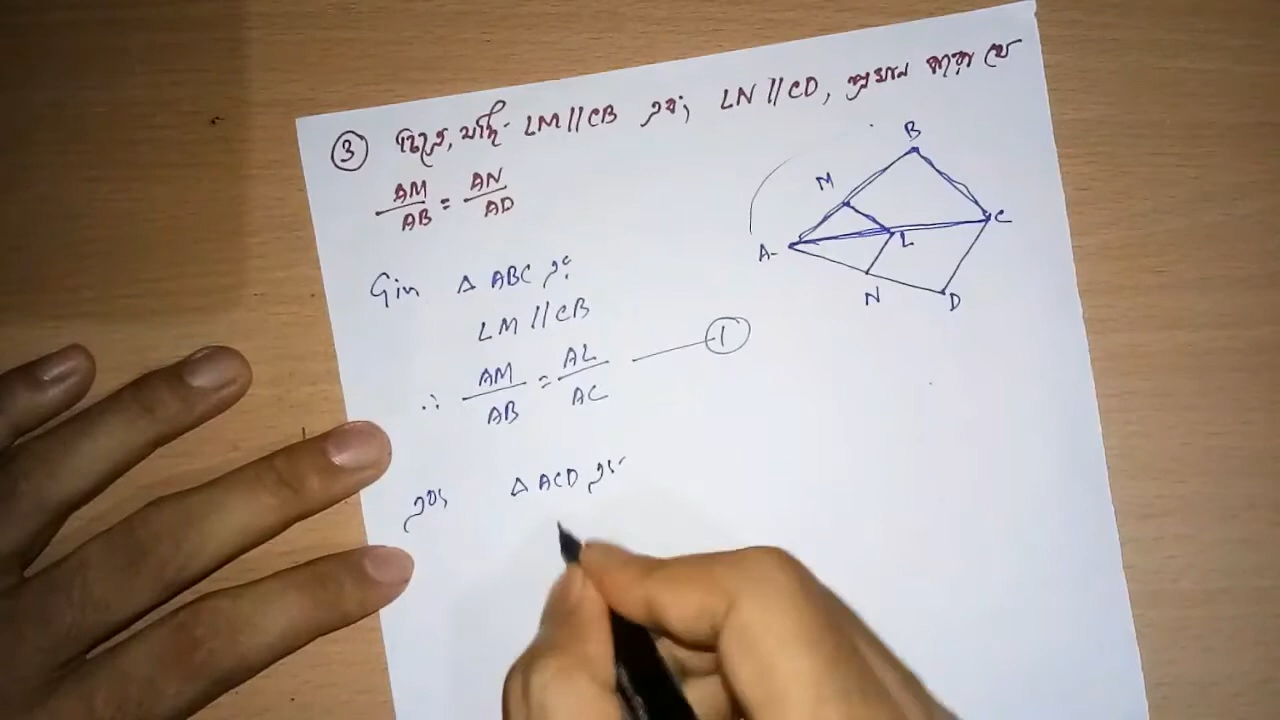 ③ চিত্রে, যদি LM // CB এবং LN // CD, প্রমাণ করো যে
AM/AB = AN/AD
B
M
C
A
L
N
D
Δ ABC এ
LM // CB
∴ AM/AB = AL/AC —— ①
এবং Δ ACD এ